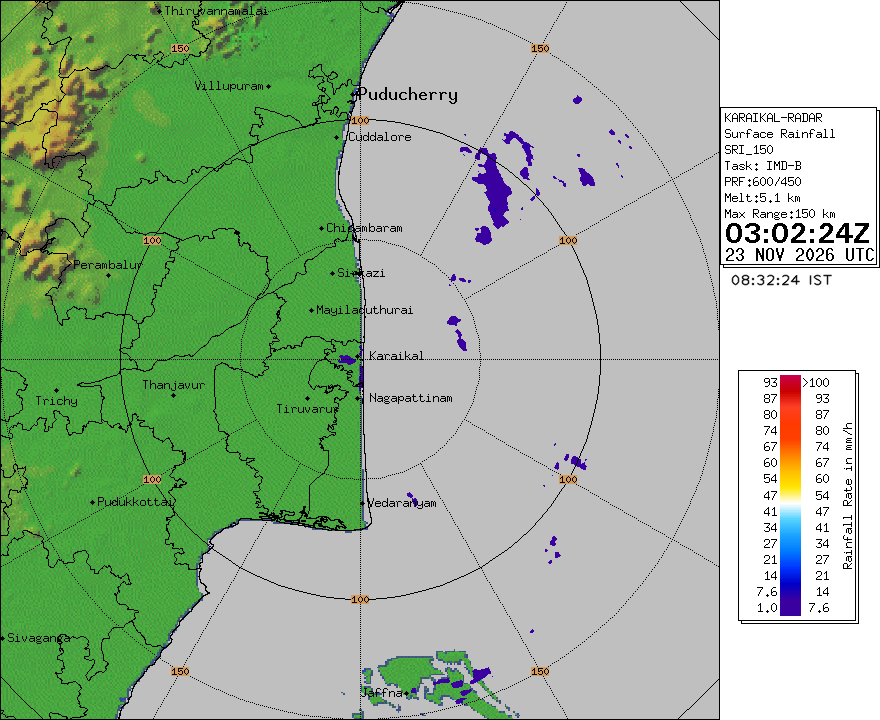 Thiruvannamalai
150
150
Villupuram
Puducherry
100
Cuddalore
Chidambaram
100
100
Perambalur
Sirkazi
Mayiladuthurai
Karaikal
Thanjavur
Trichy
Tiruvarur
Nagapattinam
100
100
Pudukkottai
Vedaranyam
100
Sivaganga
150
150
Jaffna
KARAIKAL-RADAR
Surface Rainfall
SRI_150
Task: IMD-B
PRF:600/450
Melt:5.1 km
Max Range:150 km
03:02:24Z
23 NOV 2026 UTC
08:32:24 IST
93 >100
87 93
80 87
74 80
67 74
60 67
54 60
47 54
41 47
34 41
27 34
21 27
14 21
7.6 14
1.0 7.6
Rainfall Rate in mm/h